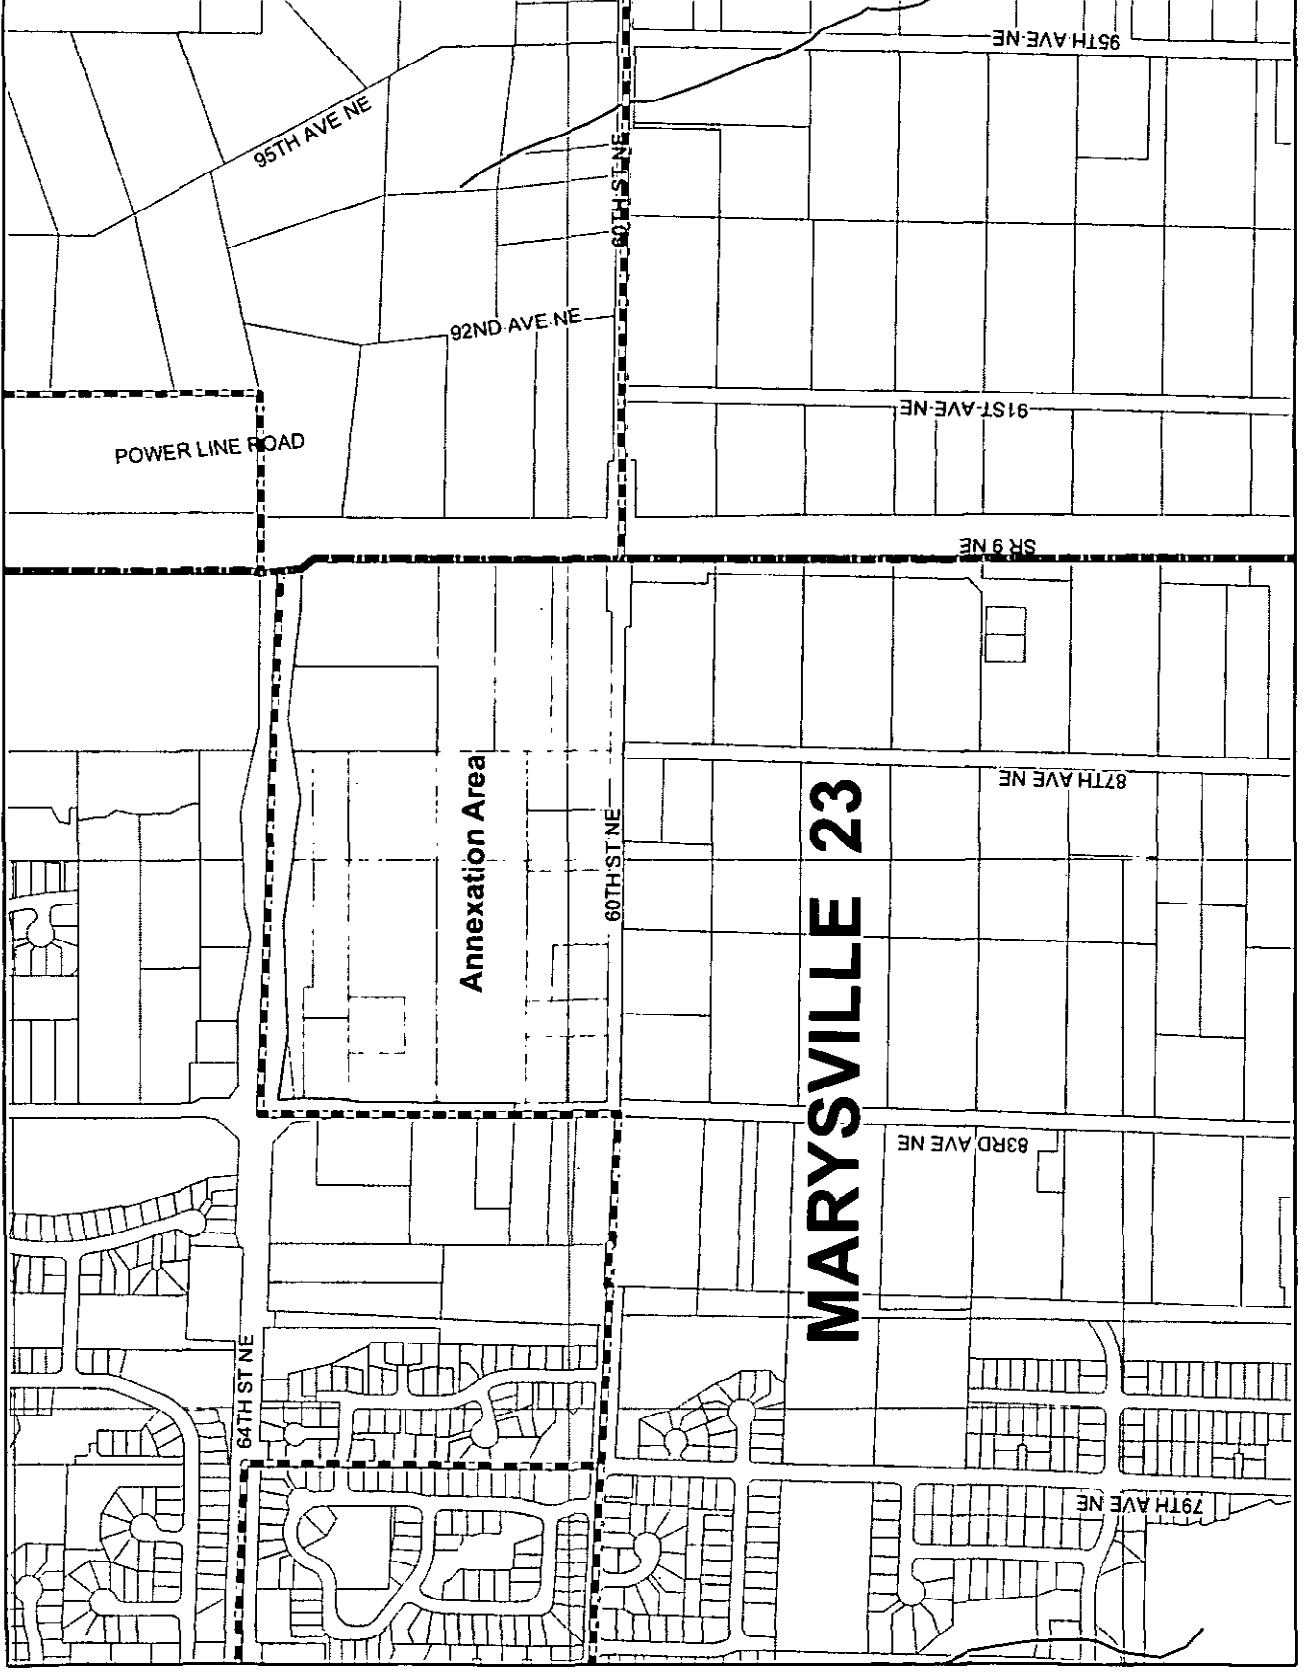 95TH AVE NE
95TH AVE NE
60TH ST NE
92ND AVE NE
91ST AVE NE
POWER LINE ROAD
SR 9 NE
87TH AVE NE
Annexation Area
60TH ST NE
MARYSVILLE 23
83RD AVE NE
64TH ST NE
79TH AVE NE